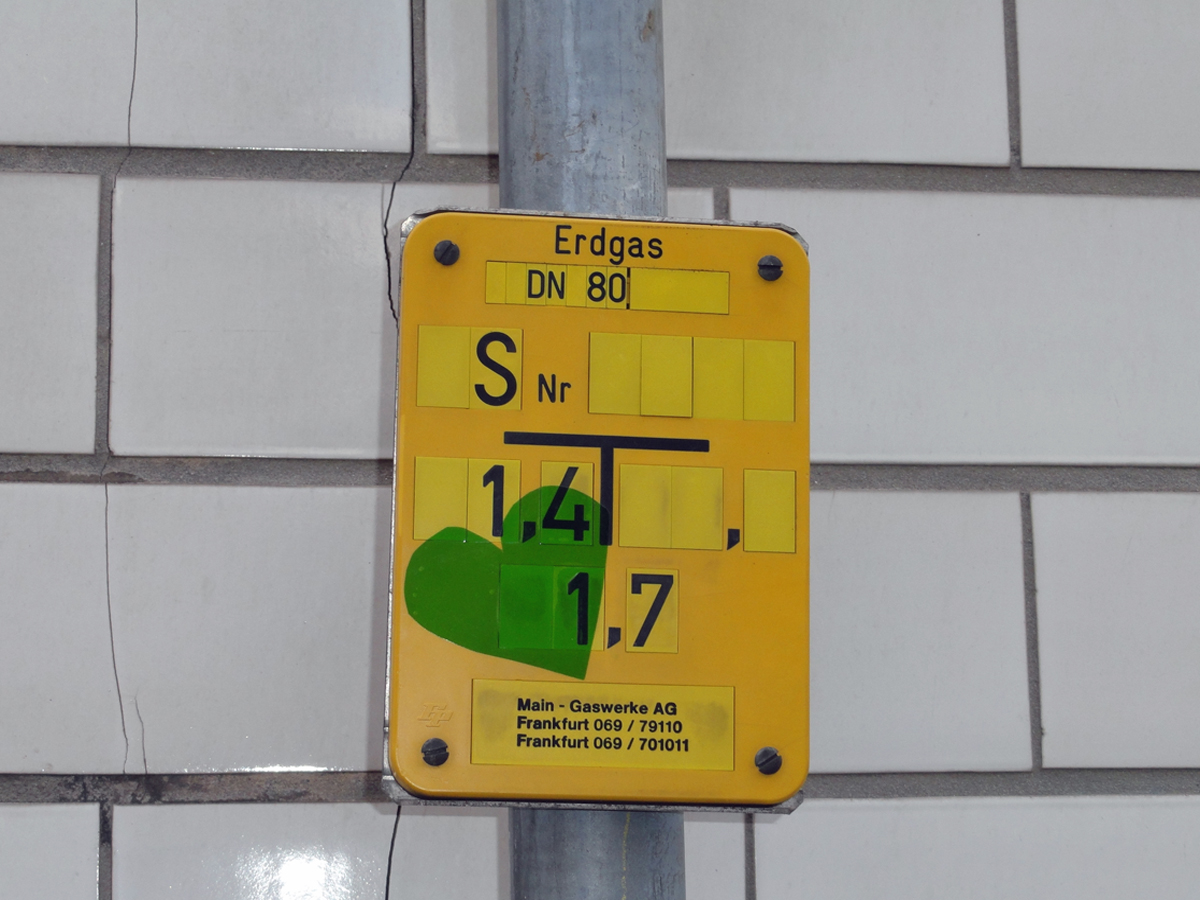 Erdgas
DN 80
S Nr
1,4 ,
1,7
Main - Gaswerke AG
Frankfurt 069 / 79110
Frankfurt 069 / 701011